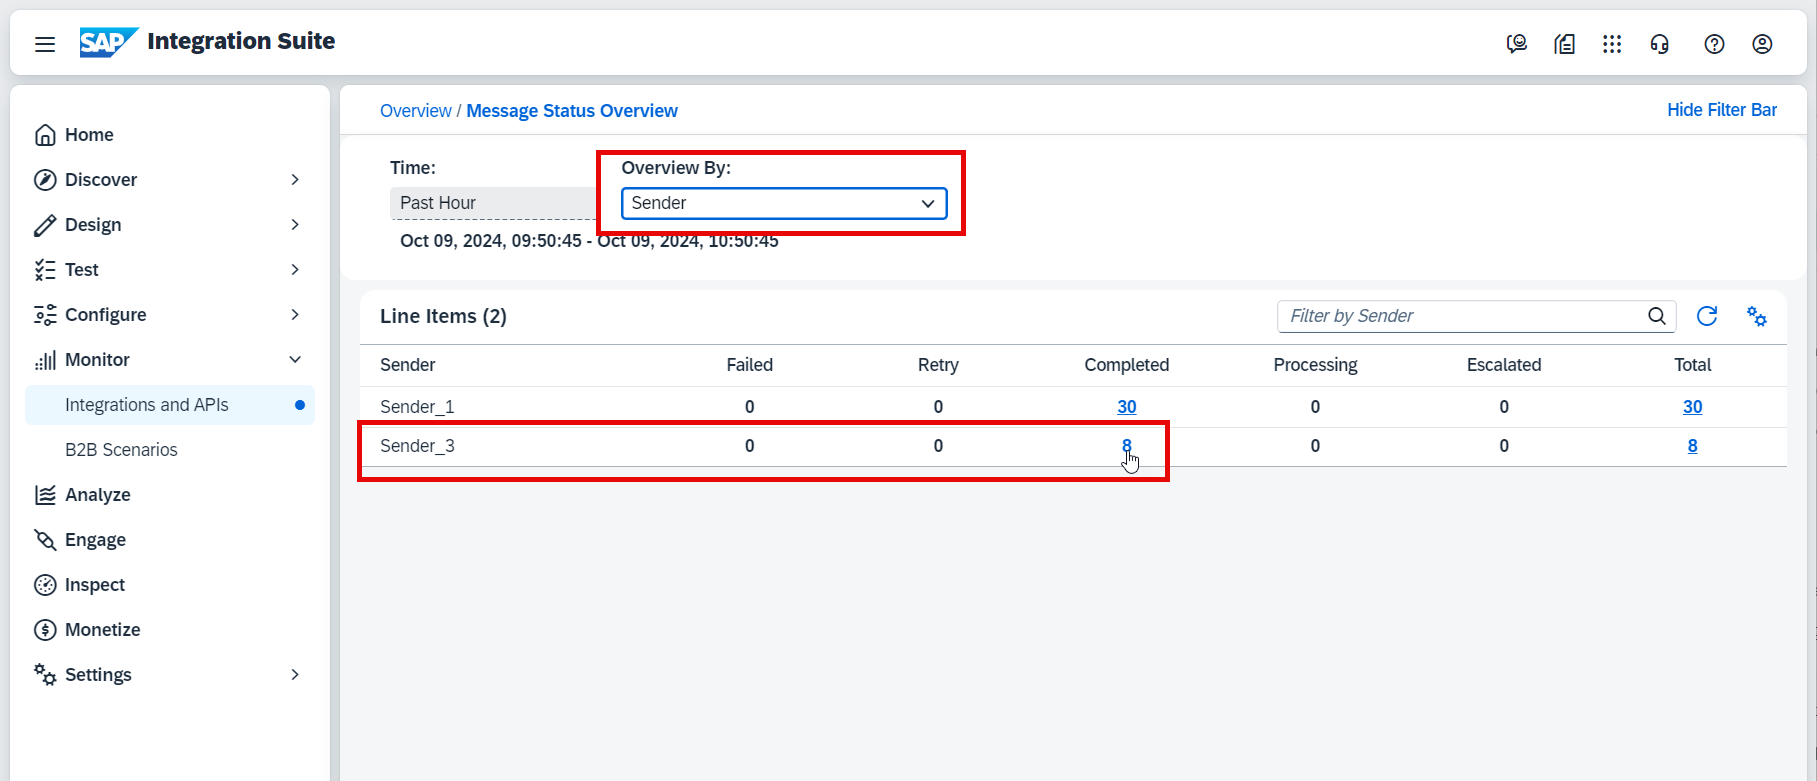 SAP Integration Suite
Home
Discover
Design
Test
Configure
Monitor
Integrations and APIs
B2B Scenarios
Analyze
Engage
Inspect
Monetize
Settings
Overview / Message Status Overview
Hide Filter Bar
Time: Overview By:
Past Hour Sender
Oct 09, 2024, 09:50:45 - Oct 09, 2024, 10:50:45
Line Items (2) Filter by Sender
Sender Failed Retry Completed Processing Escalated Total
Sender_1 0 0 30 0 0 30
Sender_3 0 0 8 0 0 8